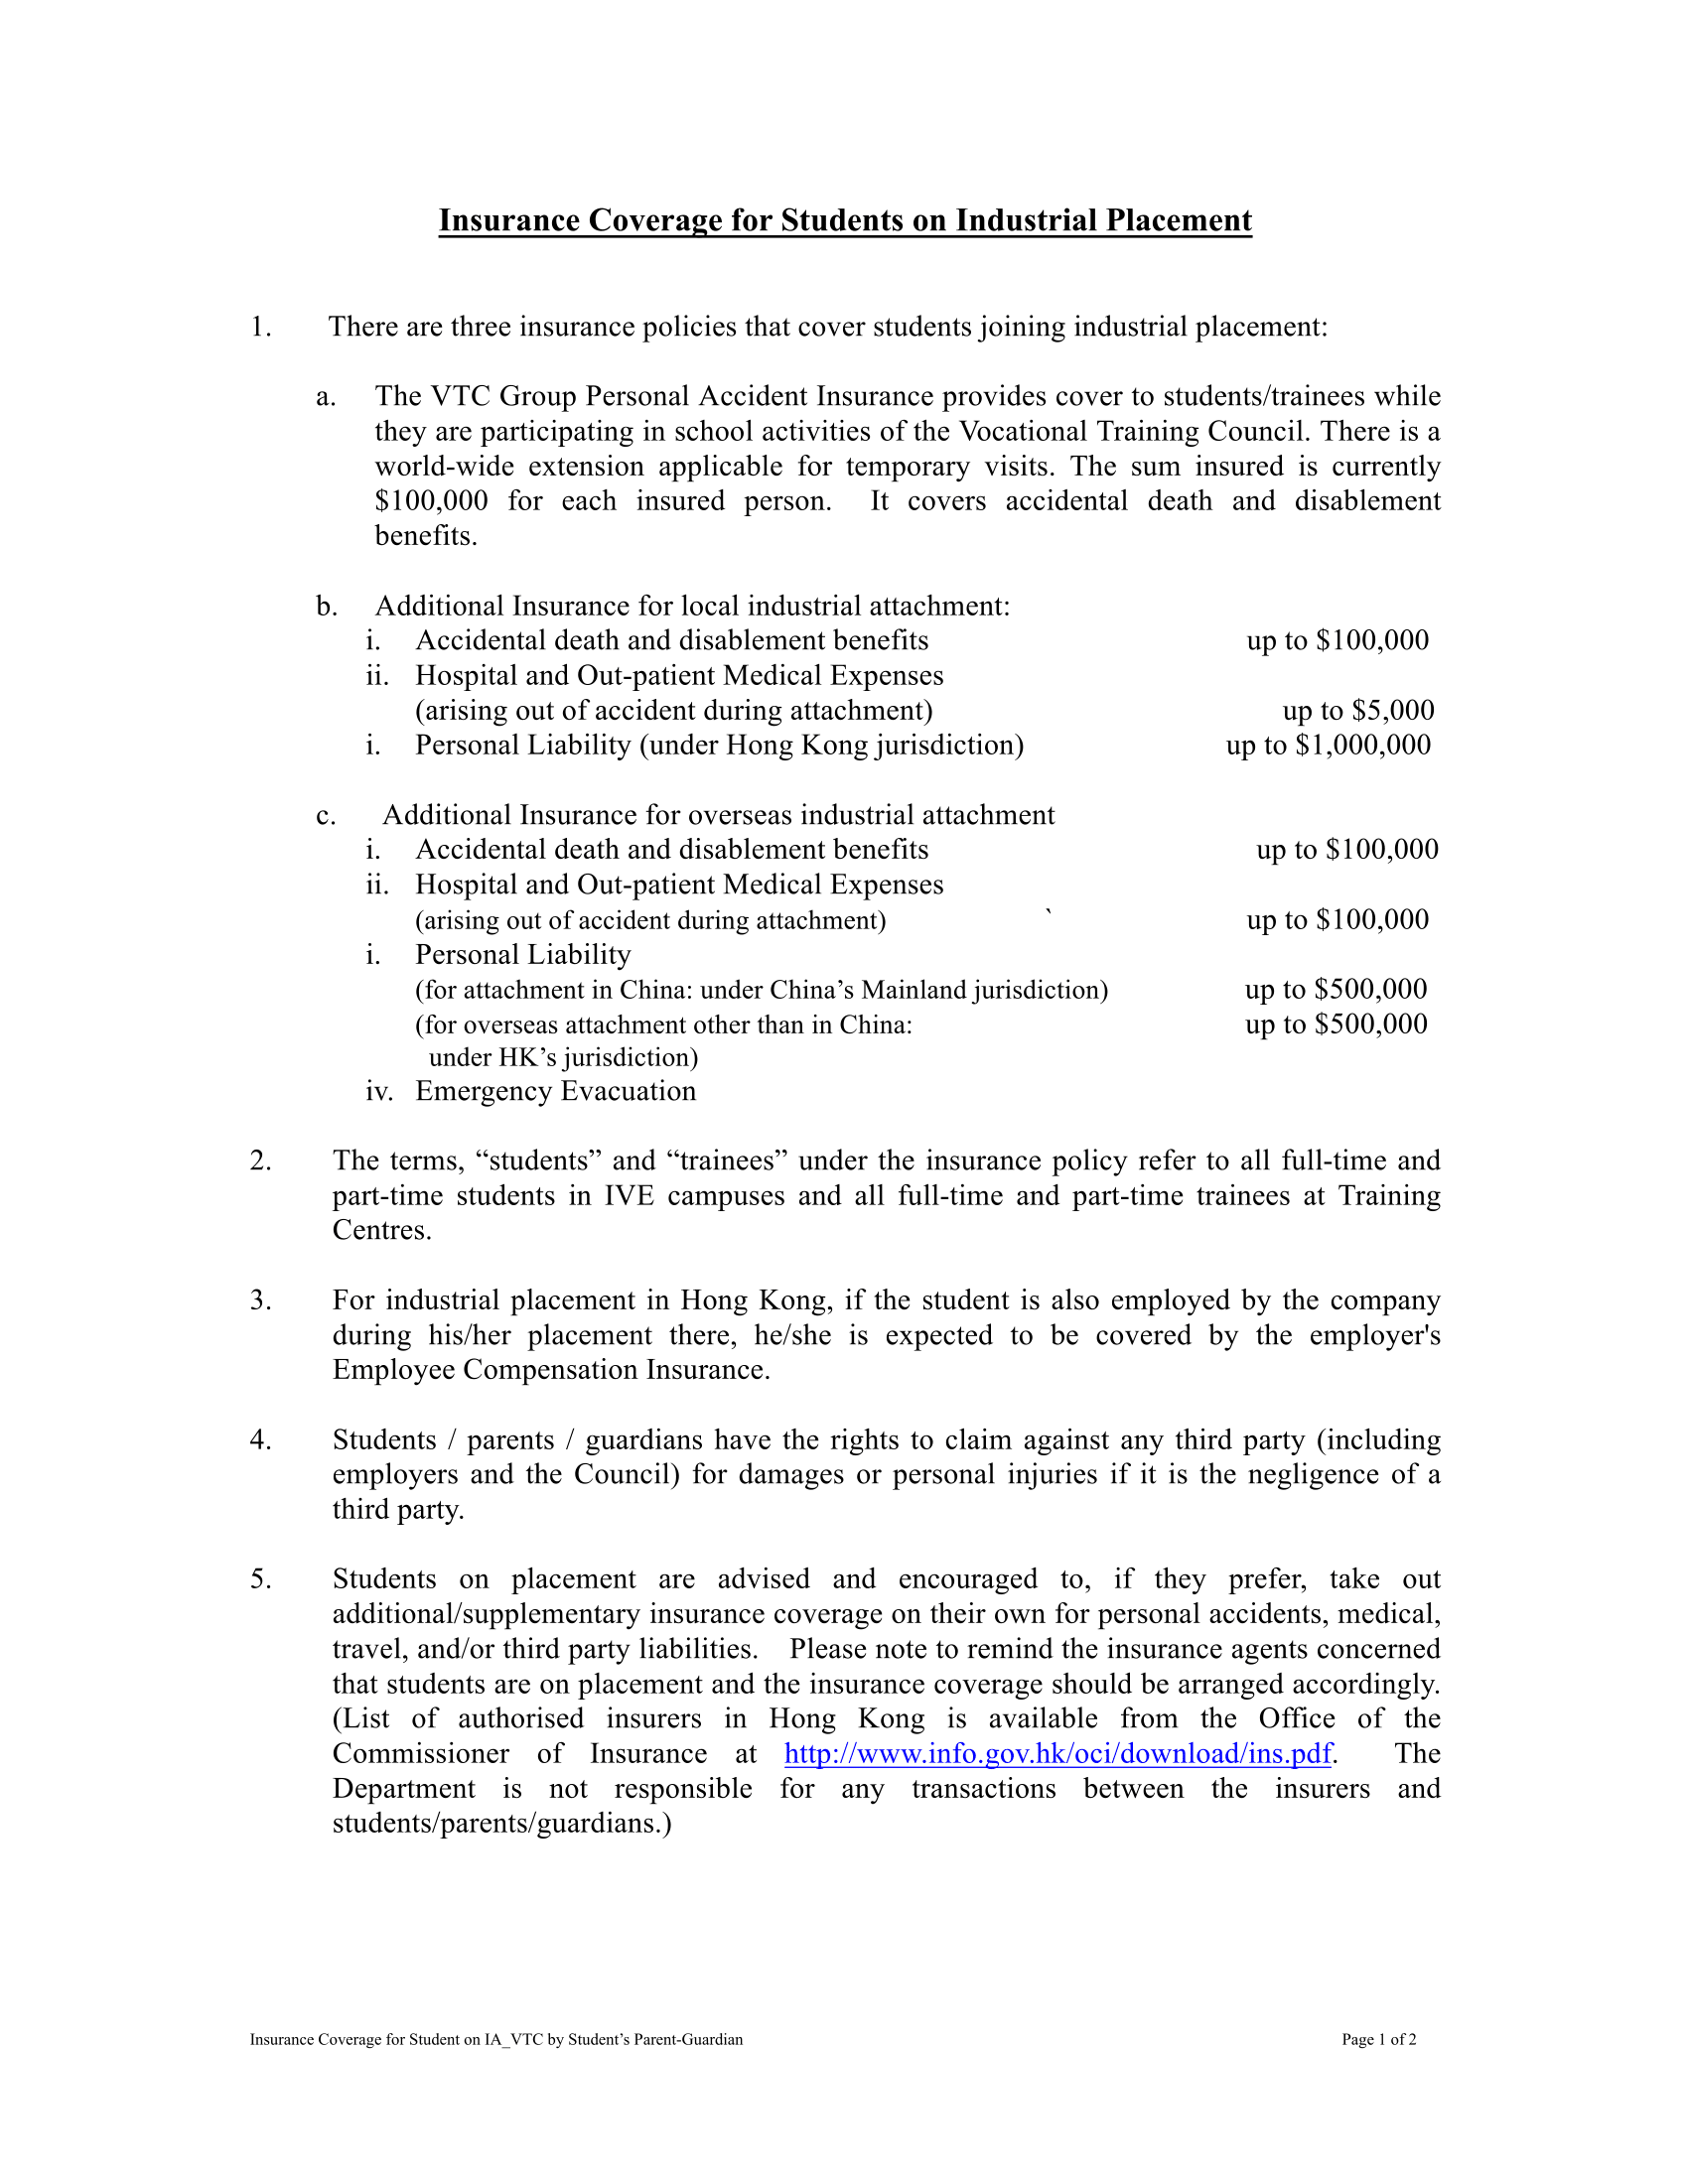 Insurance Coverage for Students on Industrial Placement
1. There are three insurance policies that cover students joining industrial placement:
a. The VTC Group Personal Accident Insurance provides cover to students/trainees while
they are participating in school activities of the Vocational Training Council. There is a
world-wide extension applicable for temporary visits. The sum insured is currently
$100,000 for each insured person. It covers accidental death and disablement
benefits.
b. Additional Insurance for local industrial attachment:
i. Accidental death and disablement benefits up to $100,000
ii. Hospital and Out-patient Medical Expenses
(arising out of accident during attachment) up to $5,000
i. Personal Liability (under Hong Kong jurisdiction) up to $1,000,000
c. Additional Insurance for overseas industrial attachment
i. Accidental death and disablement benefits up to $100,000
ii. Hospital and Out-patient Medical Expenses
(arising out of accident during attachment) ` up to $100,000
i. Personal Liability
(for attachment in China: under China’s Mainland jurisdiction) up to $500,000
(for overseas attachment other than in China: up to $500,000
under HK’s jurisdiction)
iv. Emergency Evacuation
2. The terms, “students” and “trainees” under the insurance policy refer to all full-time and
part-time students in IVE campuses and all full-time and part-time trainees at Training
Centres.
3. For industrial placement in Hong Kong, if the student is also employed by the company
during his/her placement there, he/she is expected to be covered by the employer's
Employee Compensation Insurance.
4. Students / parents / guardians have the rights to claim against any third party (including
employers and the Council) for damages or personal injuries if it is the negligence of a
third party.
5. Students on placement are advised and encouraged to, if they prefer, take out
additional/supplementary insurance coverage on their own for personal accidents, medical,
travel, and/or third party liabilities. Please note to remind the insurance agents concerned
that students are on placement and the insurance coverage should be arranged accordingly.
(List of authorised insurers in Hong Kong is available from the Office of the
Commissioner of Insurance at http://www.info.gov.hk/oci/download/ins.pdf. The
Department is not responsible for any transactions between the insurers and
students/parents/guardians.)
Insurance Coverage for Student on IA_VTC by Student’s Parent-Guardian Page 1 of 2